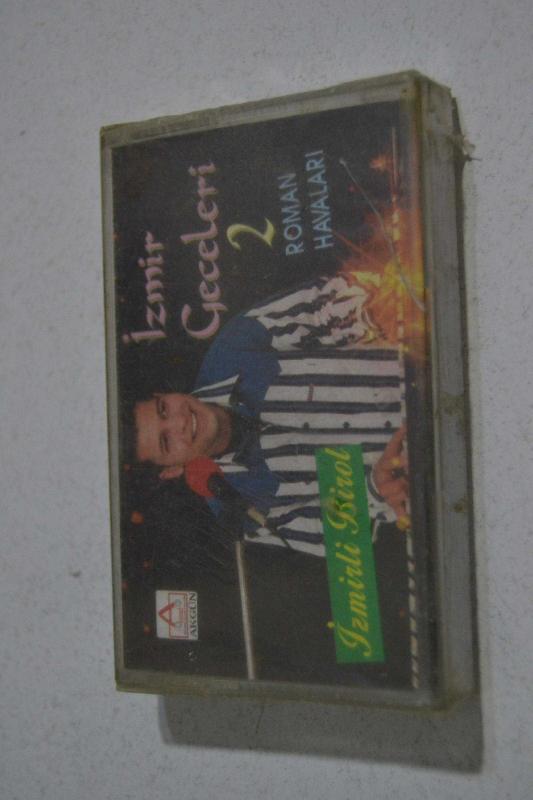 İzmir
Geceleri
2
ROMAN
HAVALARI
İzmirli Birol
AKGÜN